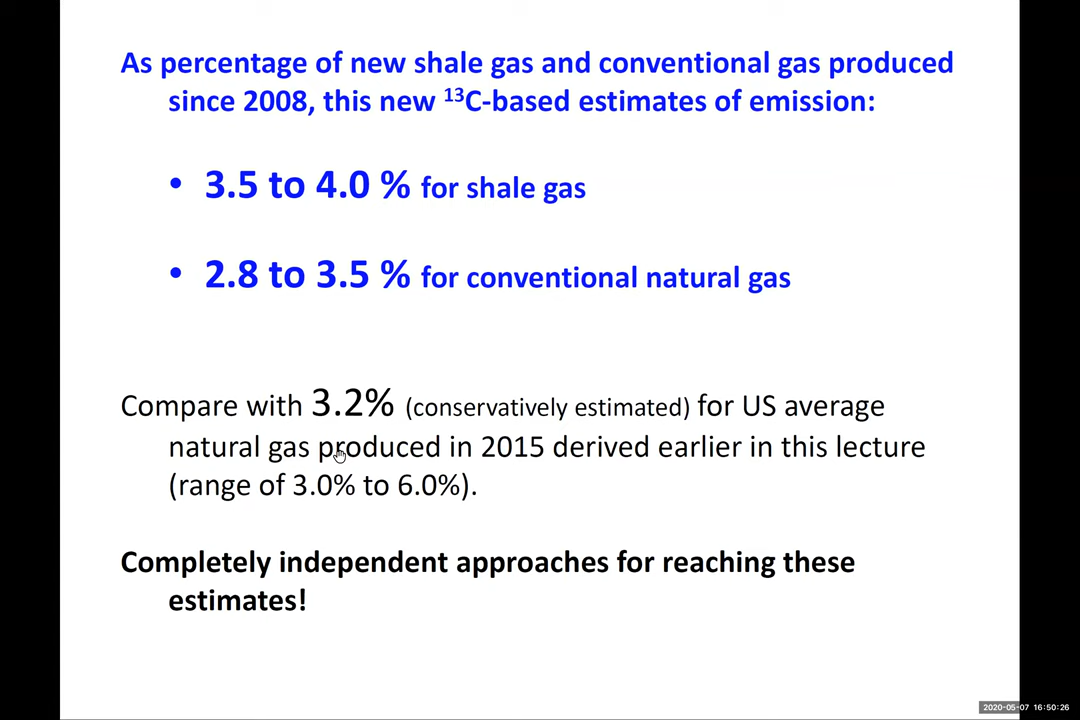 As percentage of new shale gas and conventional gas produced
since 2008, this new ¹³C-based estimates of emission:
• 3.5 to 4.0 % for shale gas
• 2.8 to 3.5 % for conventional natural gas
Compare with 3.2% (conservatively estimated) for US average
natural gas produced in 2015 derived earlier in this lecture
(range of 3.0% to 6.0%).
Completely independent approaches for reaching these
estimates!
2020-05-07 16:50:26